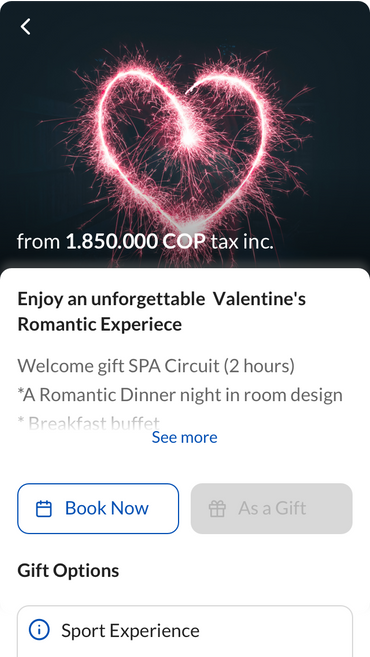 from 1.850.000 COP tax inc.
Enjoy an unforgettable Valentine's
Romantic Experiece
Welcome gift SPA Circuit (2 hours)
*A Romantic Dinner night in room design
* Breakfast buffet
See more
Book Now
As a Gift
Gift Options
Sport Experience